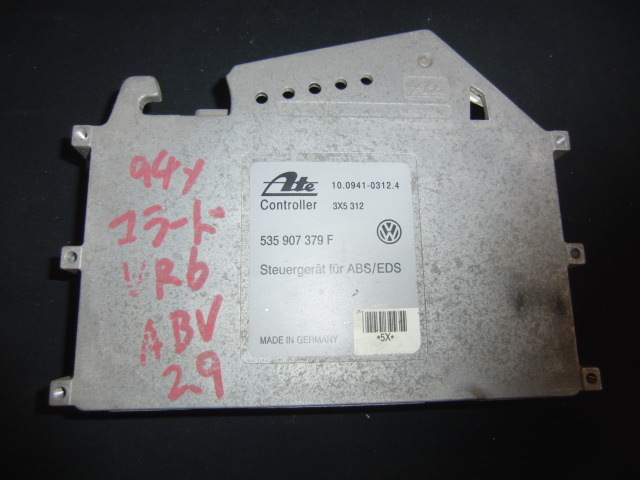 Ate
Ate 10.0941-0312.4
Controller 3X5 312
535 907 379 F
Steuergerät für ABS/EDS
MADE IN GERMANY
*5X*
94y
コラード
VR6
ABV
29